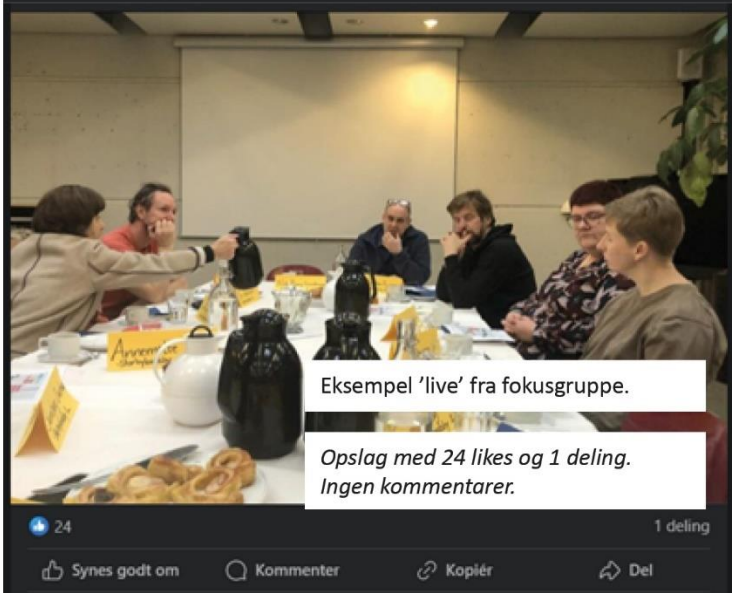 Annemette
Eksempel 'live' fra fokusgruppe.
Opslag med 24 likes og 1 deling.
Ingen kommentarer.
24
1 deling
Synes godt om
Kommenter
Kopiér
Del